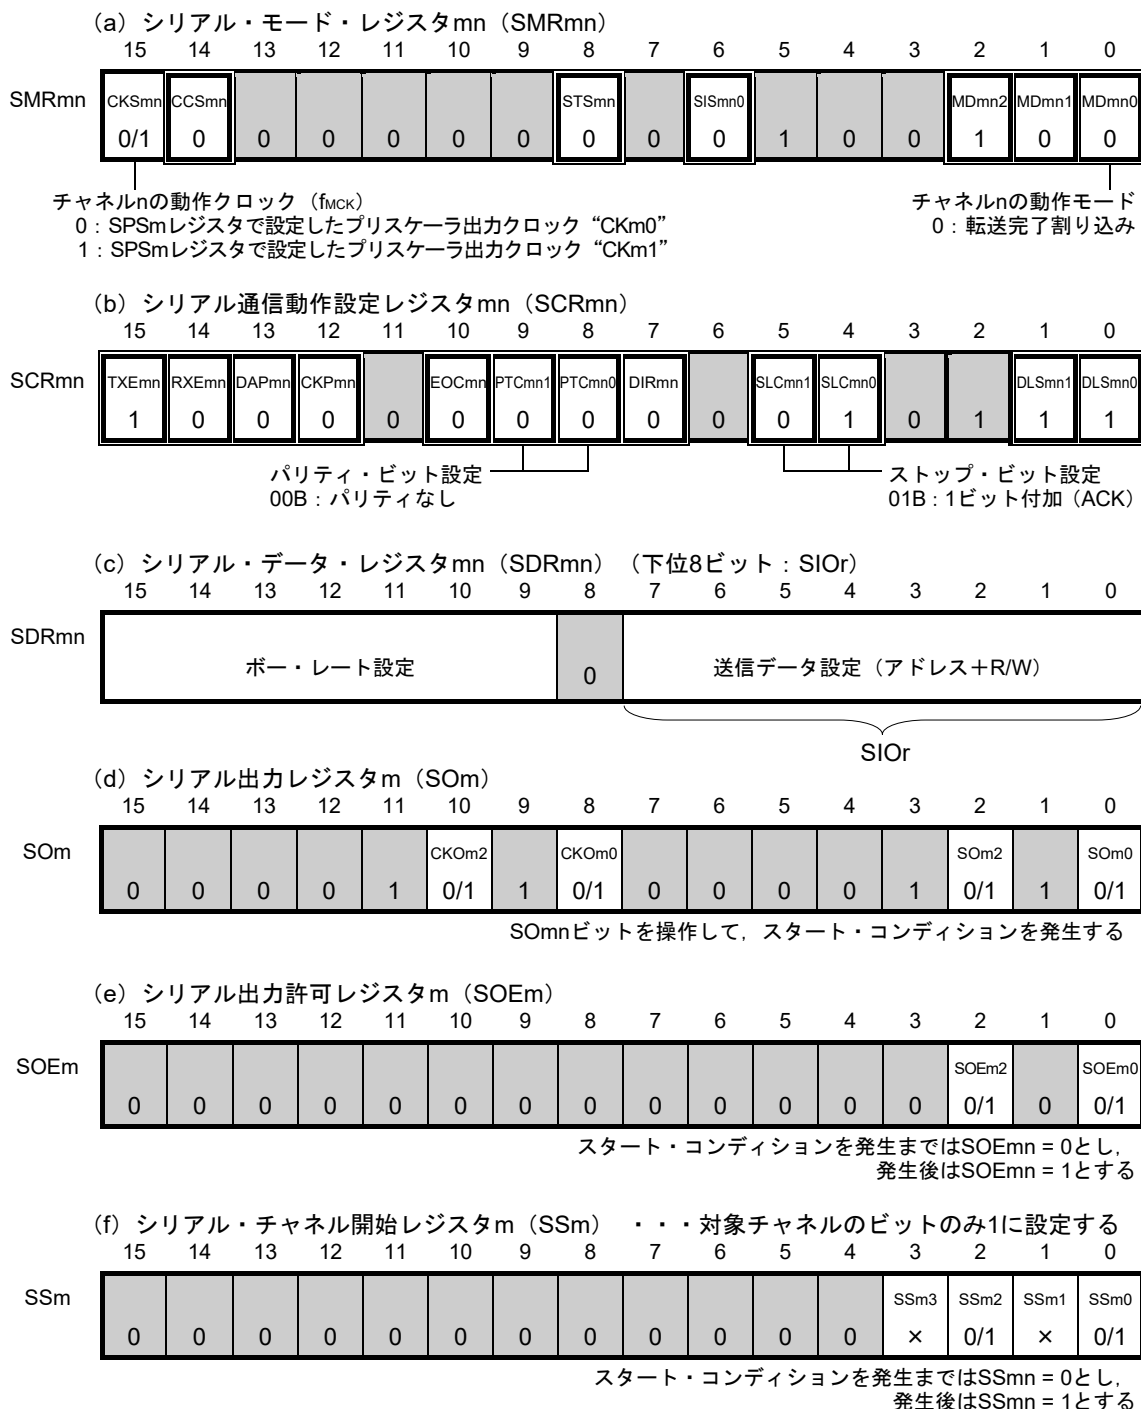 (a) シリアル・モード・レジスタmn（SMRmn）
15 14 13 12 11 10 9 8 7 6 5 4 3 2 1 0
SMRmn
CKSmn CCSmn STSmn SISmn0 MDmn2 MDmn1 MDmn0
0/1 0 0 0 0 0 0 0 0 0 1 0 0 1 0 0
チャネルnの動作クロック（fMCK）
0：SPSmレジスタで設定したプリスケーラ出力クロック“CKm0”
1：SPSmレジスタで設定したプリスケーラ出力クロック“CKm1”
チャネルnの動作モード
0：転送完了割り込み
(b) シリアル通信動作設定レジスタmn（SCRmn）
15 14 13 12 11 10 9 8 7 6 5 4 3 2 1 0
SCRmn
TXEmn RXEmn DAPmn CKPmn EOCmn PTCmn1 PTCmn0 DIRmn SLCmn1 SLCmn0 DLSmn1 DLSmn0
1 0 0 0 0 0 0 0 0 0 0 1 0 1 1 1
パリティ・ビット設定
00B：パリティなし
ストップ・ビット設定
01B：1ビット付加（ACK）
(c) シリアル・データ・レジスタmn（SDRmn）（下位8ビット：SIOr）
15 14 13 12 11 10 9 8 7 6 5 4 3 2 1 0
SDRmn
ボー・レート設定 0 送信データ設定（アドレス＋R/W）
SIOr
(d) シリアル出力レジスタm（SOm）
15 14 13 12 11 10 9 8 7 6 5 4 3 2 1 0
SOm
CKOm2 CKOm0 SOm2 SOm0
0 0 0 0 1 0/1 1 0/1 0 0 0 0 1 0/1 1 0/1
SOmnビットを操作して，スタート・コンディションを発生する
(e) シリアル出力許可レジスタm（SOEm）
15 14 13 12 11 10 9 8 7 6 5 4 3 2 1 0
SOEm
SOEm2 SOEm0
0 0 0 0 0 0 0 0 0 0 0 0 0 0/1 0 0/1
スタート・コンディションを発生まではSOEmn = 0とし，
発生後はSOEmn = 1とする
(f) シリアル・チャネル開始レジスタm（SSm） ・・・対象チャネルのビットのみ1に設定する
15 14 13 12 11 10 9 8 7 6 5 4 3 2 1 0
SSm
SSm3 SSm2 SSm1 SSm0
0 0 0 0 0 0 0 0 0 0 0 0 × 0/1 × 0/1
スタート・コンディションを発生まではSSmn = 0とし，
発生後はSSmn = 1とする